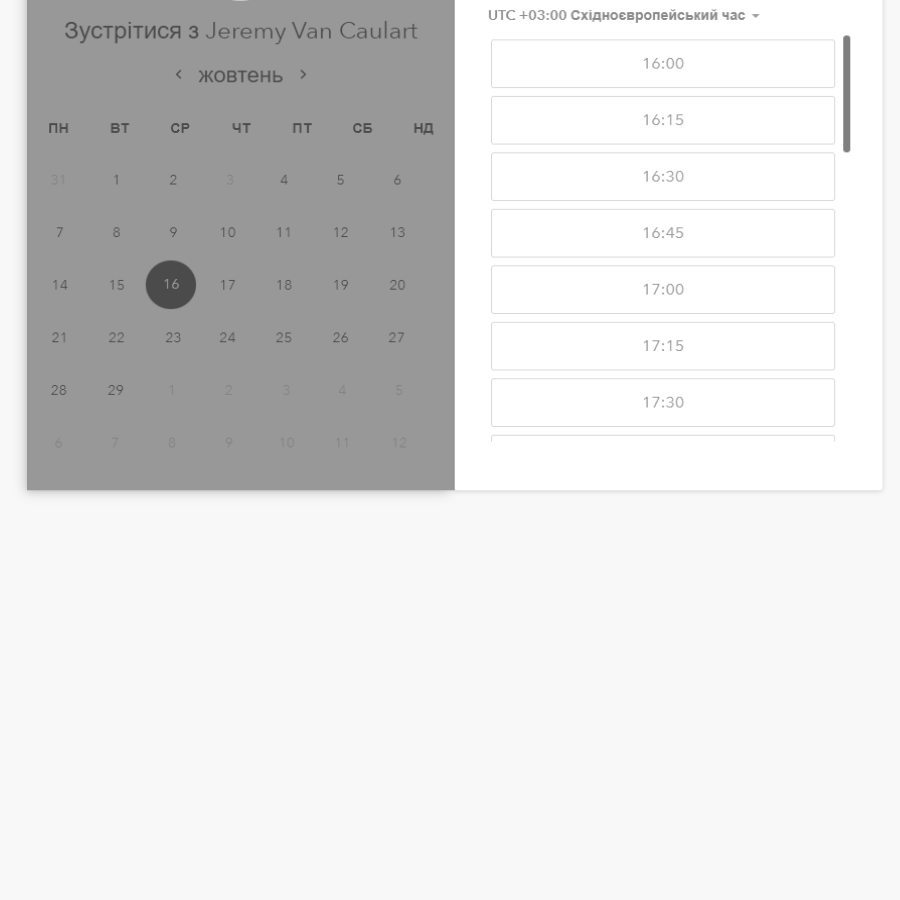 Зустрітися з Jeremy Van Caulart
жовтень
ПН ВТ СР ЧТ ПТ СБ НД
31 1 2 3 4 5 6
7 8 9 10 11 12 13
14 15 16 17 18 19 20
21 22 23 24 25 26 27
28 29 1 2 3 4 5
6 7 8 9 10 11 12
UTC +03:00 Східноєвропейський час
16:00
16:15
16:30
16:45
17:00
17:15
17:30